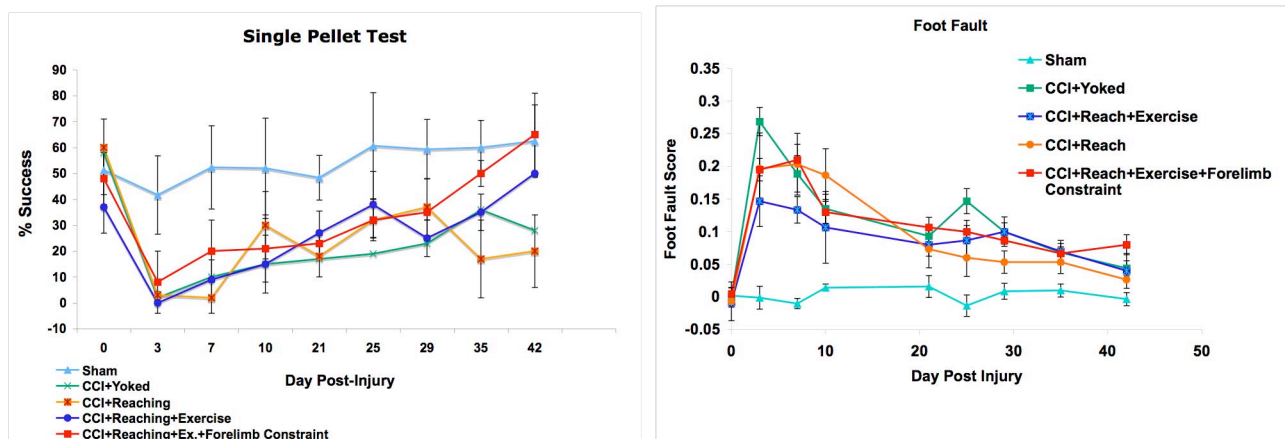 Single Pellet Test
90
80
70
60
50
40
30
20
10
0
-10
% Success
0 3 7 10 21 25 29 35 42
Day Post-Injury
Sham
CCI+Yoked
CCI+Reaching
CCI+Reaching+Exercise
CCI+Reaching+Ex.+Forelimb Constraint
Foot Fault
Sham
CCI+Yoked
CCI+Reach+Exercise
CCI+Reach
CCI+Reach+Exercise+Forelimb
Constraint
0.35
0.3
0.25
0.2
0.15
0.1
0.05
0
-0.05
Foot Fault Score
0 10 20 30 40 50
Day Post Injury